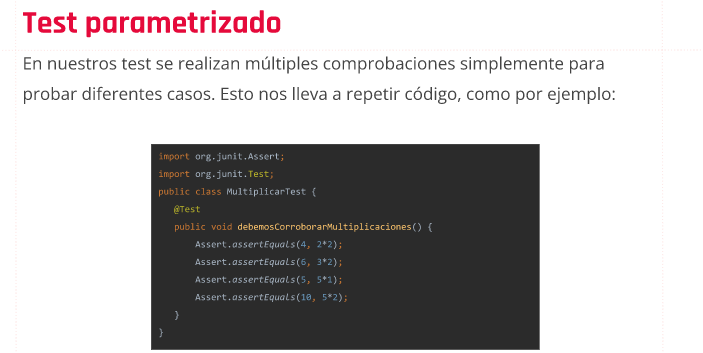 Test parametrizado
En nuestros test se realizan múltiples comprobaciones simplemente para
probar diferentes casos. Esto nos lleva a repetir código, como por ejemplo:
import org.junit.Assert;
import org.junit.Test;
public class MultiplicarTest {
@Test
public void debemosCorroborarMultiplicaciones() {
Assert.assertEquals(4, 2*2);
Assert.assertEquals(6, 3*2);
Assert.assertEquals(5, 5*1);
Assert.assertEquals(10, 5*2);
}
}